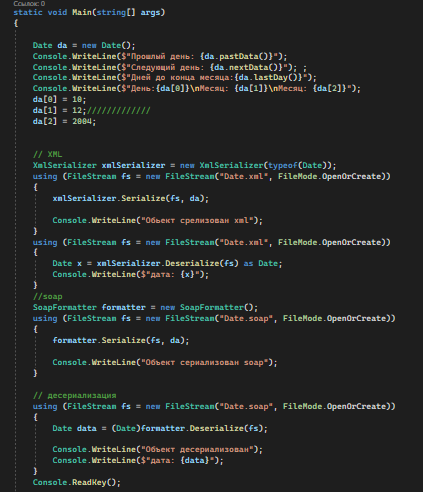 Ссылок: 0
static void Main(string[] args)
{
Date da = new Date();
Console.WriteLine($"Прошлий день: {da.pastData()}");
Console.WriteLine($"Следующий день: {da.nextData()}"); ;
Console.WriteLine($"Дней до конца месяца:{da.lastDay()}");
Console.WriteLine($"День:{da[0]}\nМесяц: {da[1]}\nМесяц: {da[2]}");
da[0] = 10;
da[1] = 12;/////////////
da[2] = 2004;
// XML
XmlSerializer xmlSerializer = new XmlSerializer(typeof(Date));
using (FileStream fs = new FileStream("Date.xml", FileMode.OpenOrCreate))
{
xmlSerializer.Serialize(fs, da);
Console.WriteLine("Обьект срелизован xml");
}
using (FileStream fs = new FileStream("Date.xml", FileMode.OpenOrCreate))
{
Date x = xmlSerializer.Deserialize(fs) as Date;
Console.WriteLine($"дата: {x}");
}
//soap
SoapFormatter formatter = new SoapFormatter();
using (FileStream fs = new FileStream("Date.soap", FileMode.OpenOrCreate))
{
formatter.Serialize(fs, da);
Console.WriteLine("Объект сериализован soap");
}
// десериализация
using (FileStream fs = new FileStream("Date.soap", FileMode.OpenOrCreate))
{
Date data = (Date)formatter.Deserialize(fs);
Console.WriteLine("Объект десериализован");
Console.WriteLine($"дата: {data}");
}
Console.ReadKey();